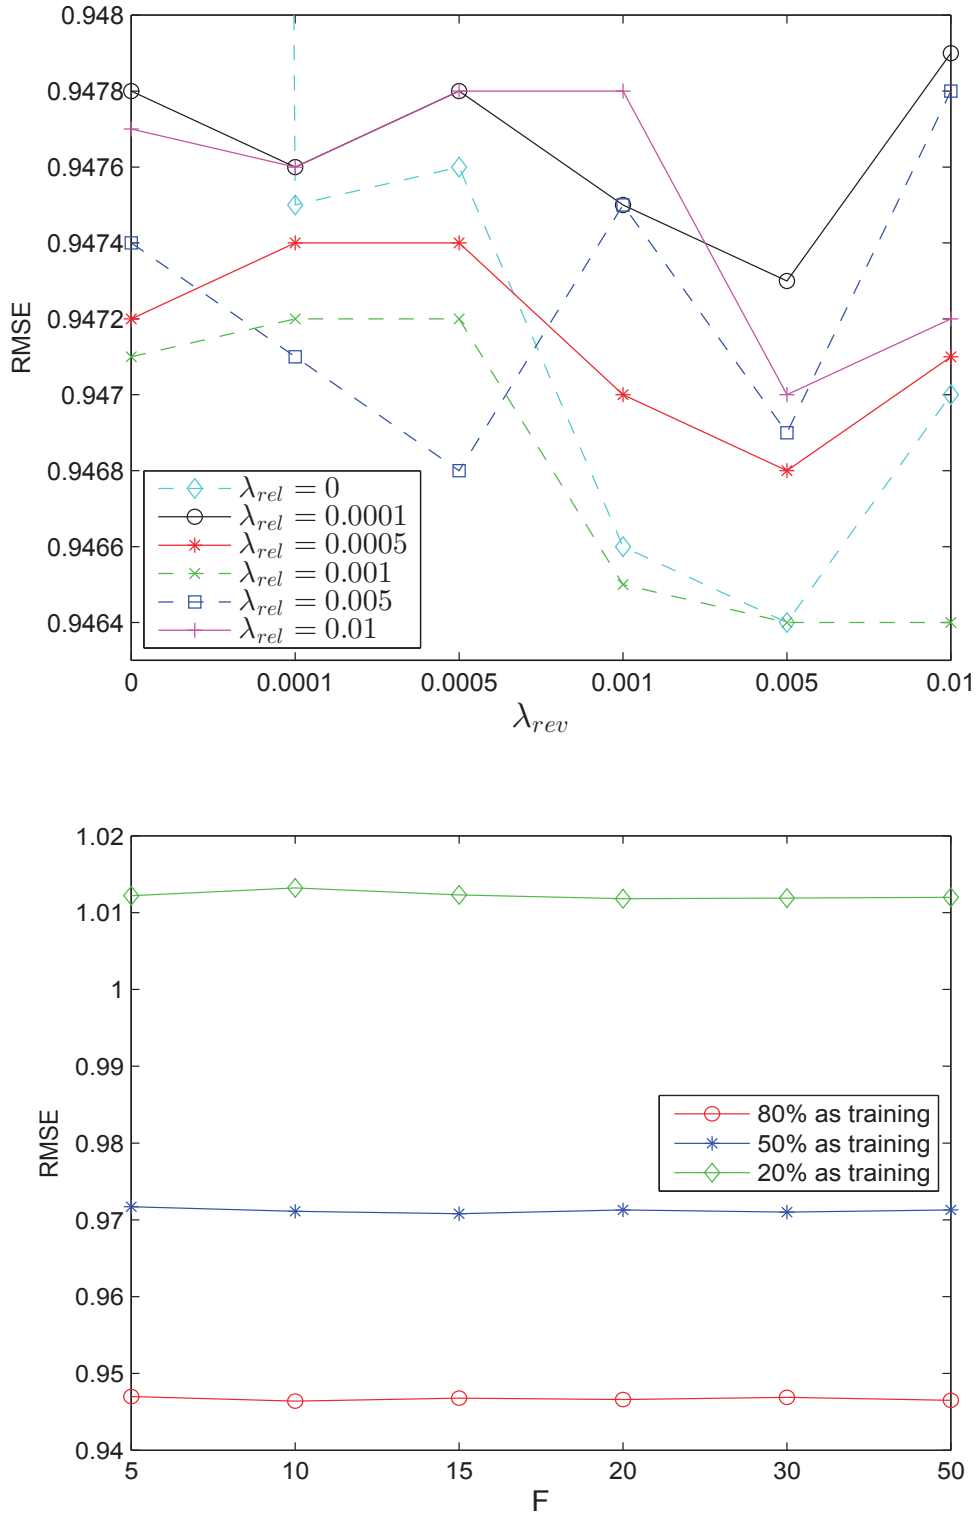 0.948
0.9478
0.9476
0.9474
0.9472
0.947
0.9468
0.9466
0.9464
RMSE
λrel = 0
λrel = 0.0001
λrel = 0.0005
λrel = 0.001
λrel = 0.005
λrel = 0.01
0 0.0001 0.0005 0.001 0.005 0.01
λrev
1.02
1.01
1
0.99
0.98
0.97
0.96
0.95
0.94
RMSE
80% as training
50% as training
20% as training
5 10 15 20 30 50
F